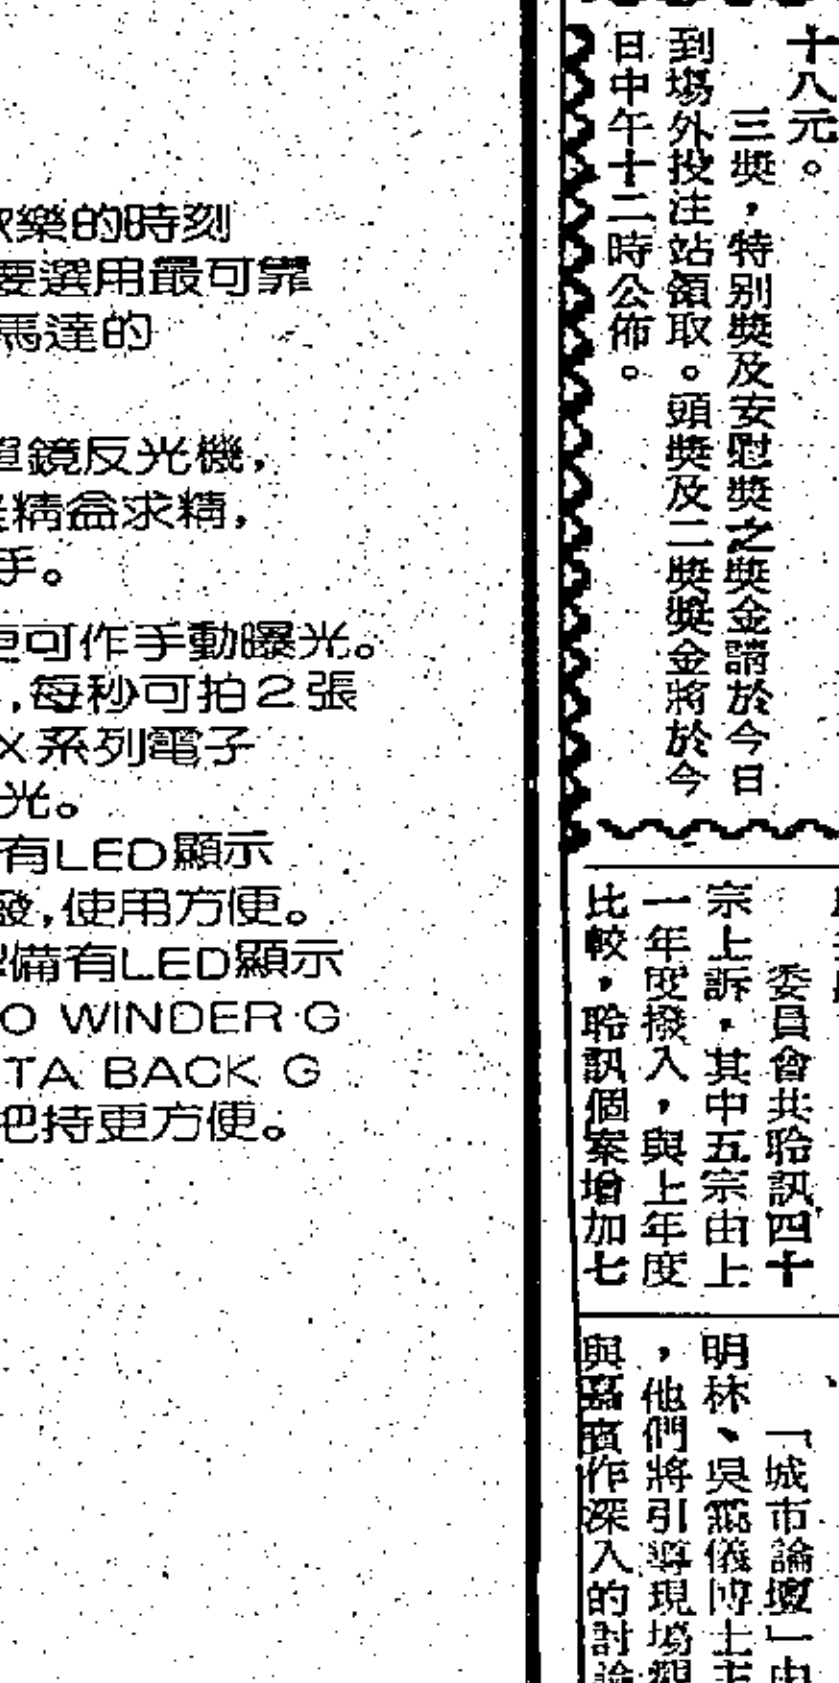 樂的時刻
要選用最可靠
馬達的
單鏡反光機,
精益求精,
手。
更可作手動曝光。
,每秒可拍2張
X系列電子
光。
有LED顯示
發,使用方便。
備有LED顯示
O WINDER G
TA BACK G
把持更方便。
十八元。
三獎,特别獎及安慰獎之獎金請於今日
到場外投注站領取。頭獎及二獎獎金將於今
日中午十二時公佈。
委員會共聆訊四十
宗上訴,其中五宗由上
一年度撥入,與上年度
比較,聆訊個案增加七
「城市論壇」由
明林、吳靄儀博士主
,他們將引導現場觀
與嘉賓作深入的討論